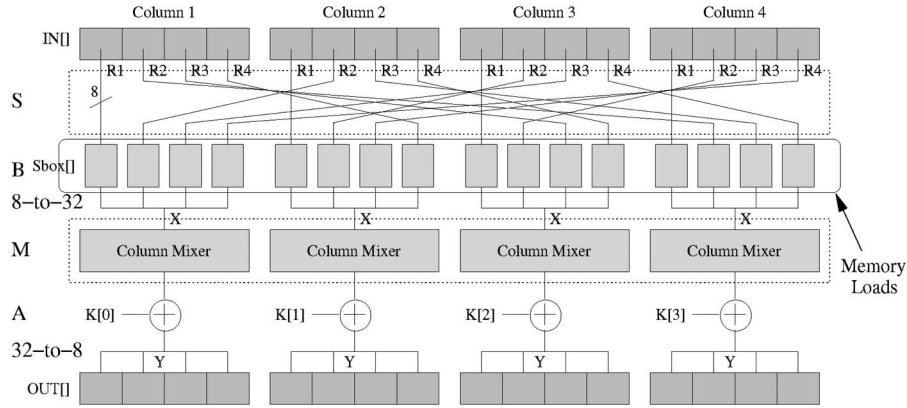 Column 1 Column 2 Column 3 Column 4
IN[]
R1 R2 R3 R4 R1 R2 R3 R4 R1 R2 R3 R4 R1 R2 R3 R4
S 8
B Sbox[]
8−to−32
X X X X
M Column Mixer Column Mixer Column Mixer Column Mixer
Memory
Loads
A K[0] K[1] K[2] K[3]
32−to−8
Y Y Y Y
OUT[]